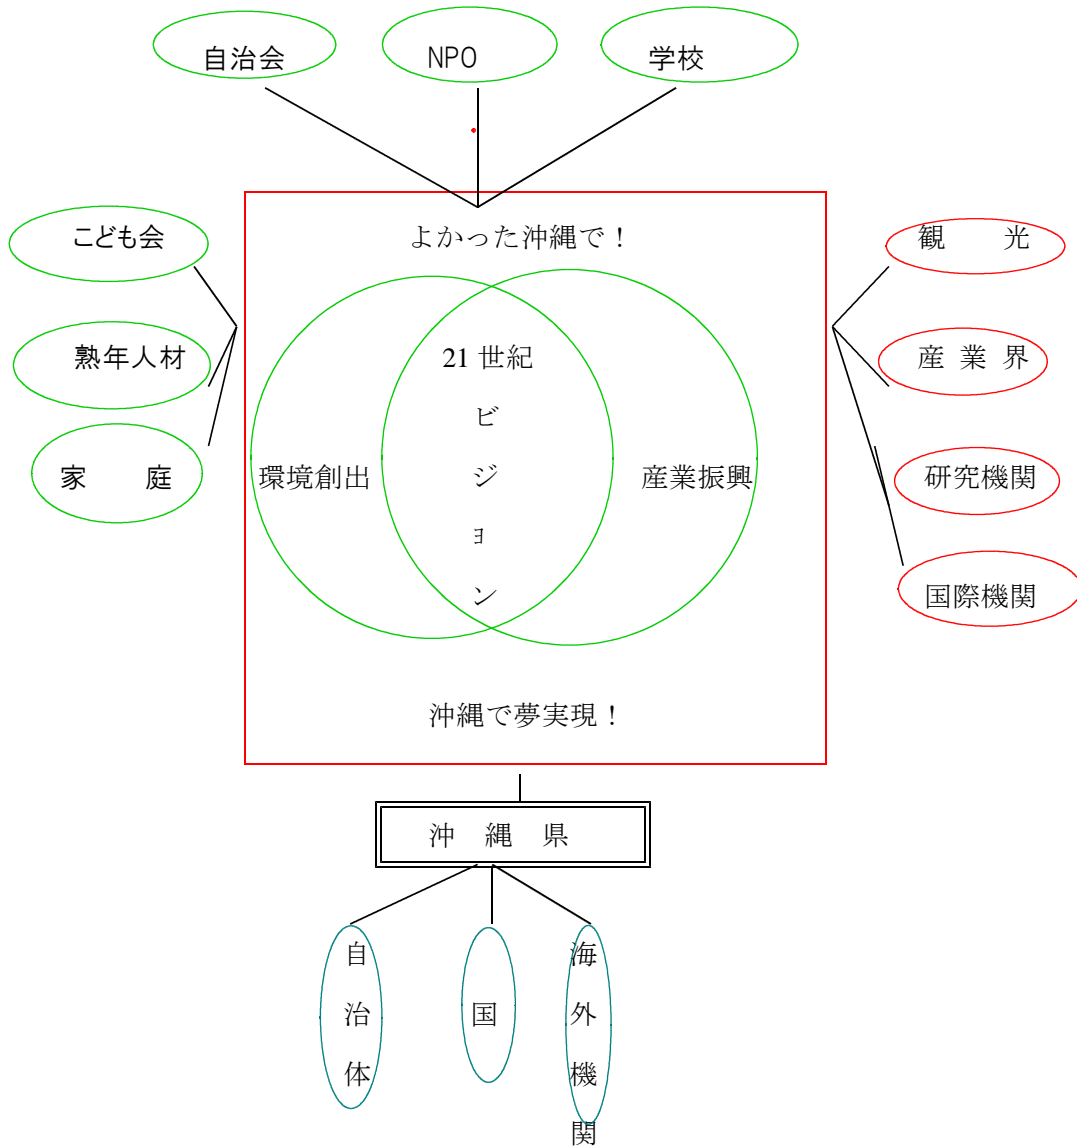 自治会
NPO
学校
よかった沖縄で！
こども会
熟年人材
家 庭
環境創出
21 世紀
ビ
ジ
ョ
ン
産業振興
観 光
産 業 界
研究機関
国際機関
沖縄で夢実現！
沖 縄 県
自治体
国
海外機関